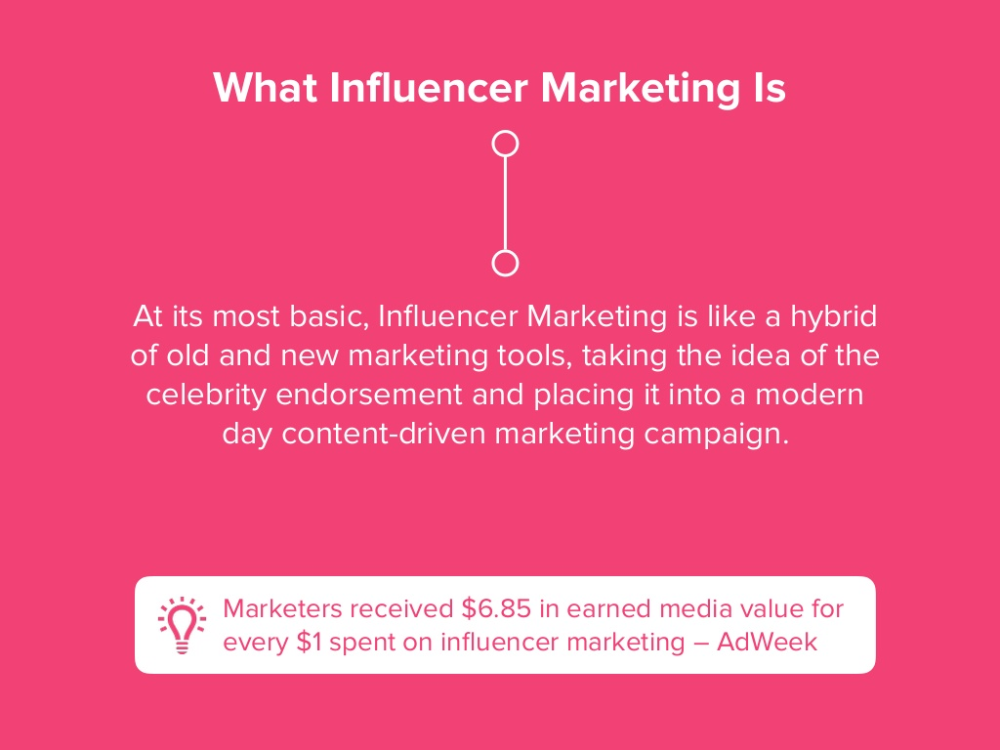 What Influencer Marketing Is
At its most basic, Influencer Marketing is like a hybrid
of old and new marketing tools, taking the idea of the
celebrity endorsement and placing it into a modern
day content-driven marketing campaign.
Marketers received $6.85 in earned media value for
every $1 spent on influencer marketing – AdWeek